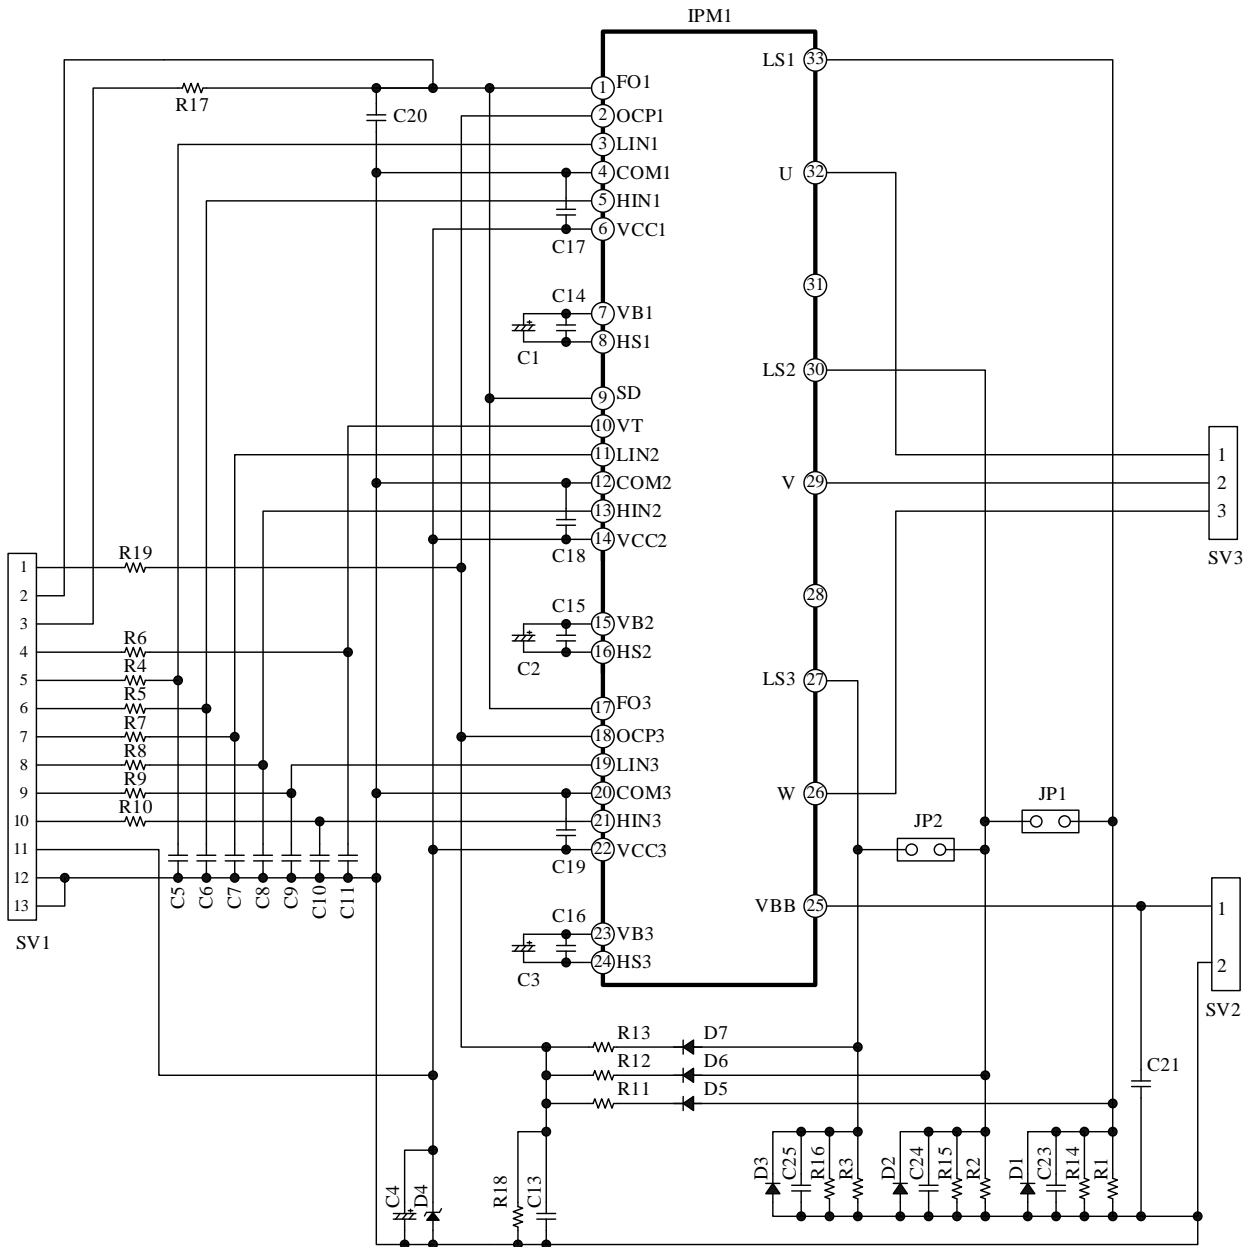 IPM1
LS1 33
R17
C20
1 FO1
2 OCP1
3 LIN1
4 COM1
5 HIN1
6 VCC1
C17
U 32
31
C14
7 VB1
8 HS1
C1
LS2 30
9 SD
10 VT
11 LIN2
12 COM2
13 HIN2
14 VCC2
C18
V 29
1
2
3
SV3
28
C15
15 VB2
16 HS2
C2
LS3 27
17 FO3
18 OCP3
19 LIN3
20 COM3
21 HIN3
22 VCC3
C19
W 26
JP1
JP2
1 R19
2
3
4 R6
5 R4
6 R5
7 R7
8 R8
9 R9
10 R10
11
12
13
SV1
C5
C6
C7
C8
C9
C10
C11
VBB 25
1
2
SV2
C16
23 VB3
24 HS3
C3
R13 D7
R12 D6
R11 D5
C21
C4
D4
R18
C13
D3
C25
R16
R3
D2
C24
R15
R2
D1
C23
R14
R1